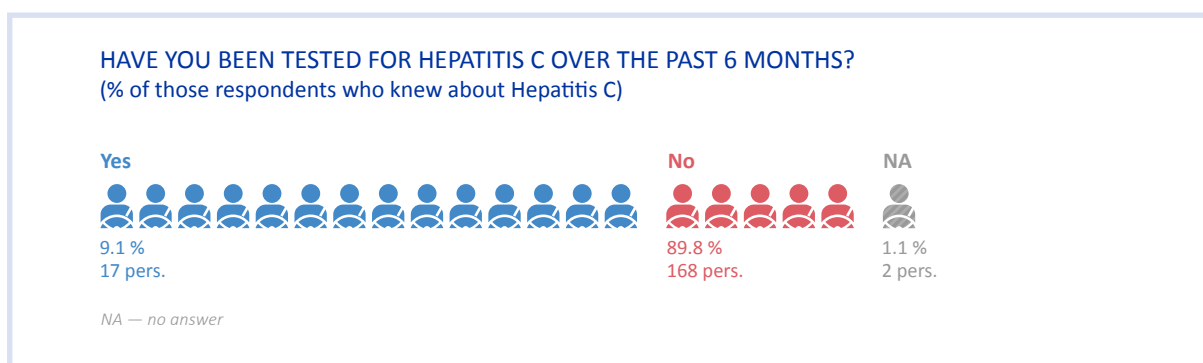 HAVE YOU BEEN TESTED FOR HEPATITIS C OVER THE PAST 6 MONTHS?
(% of those respondents who knew about Hepatitis C)
Yes
9.1 %
17 pers.
No
89.8 %
168 pers.
NA
1.1 %
2 pers.
NA — no answer